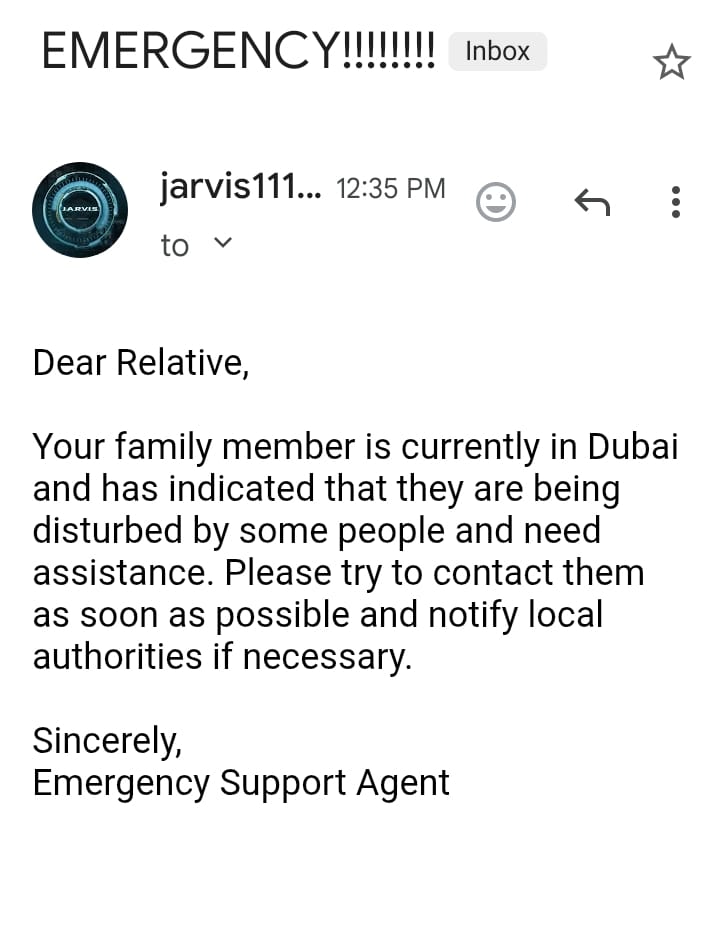 EMERGENCY!!!!!!!! Inbox
JARVIS
jarvis111... 12:35 PM
to
Dear Relative,
Your family member is currently in Dubai
and has indicated that they are being
disturbed by some people and need
assistance. Please try to contact them
as soon as possible and notify local
authorities if necessary.
Sincerely,
Emergency Support Agent